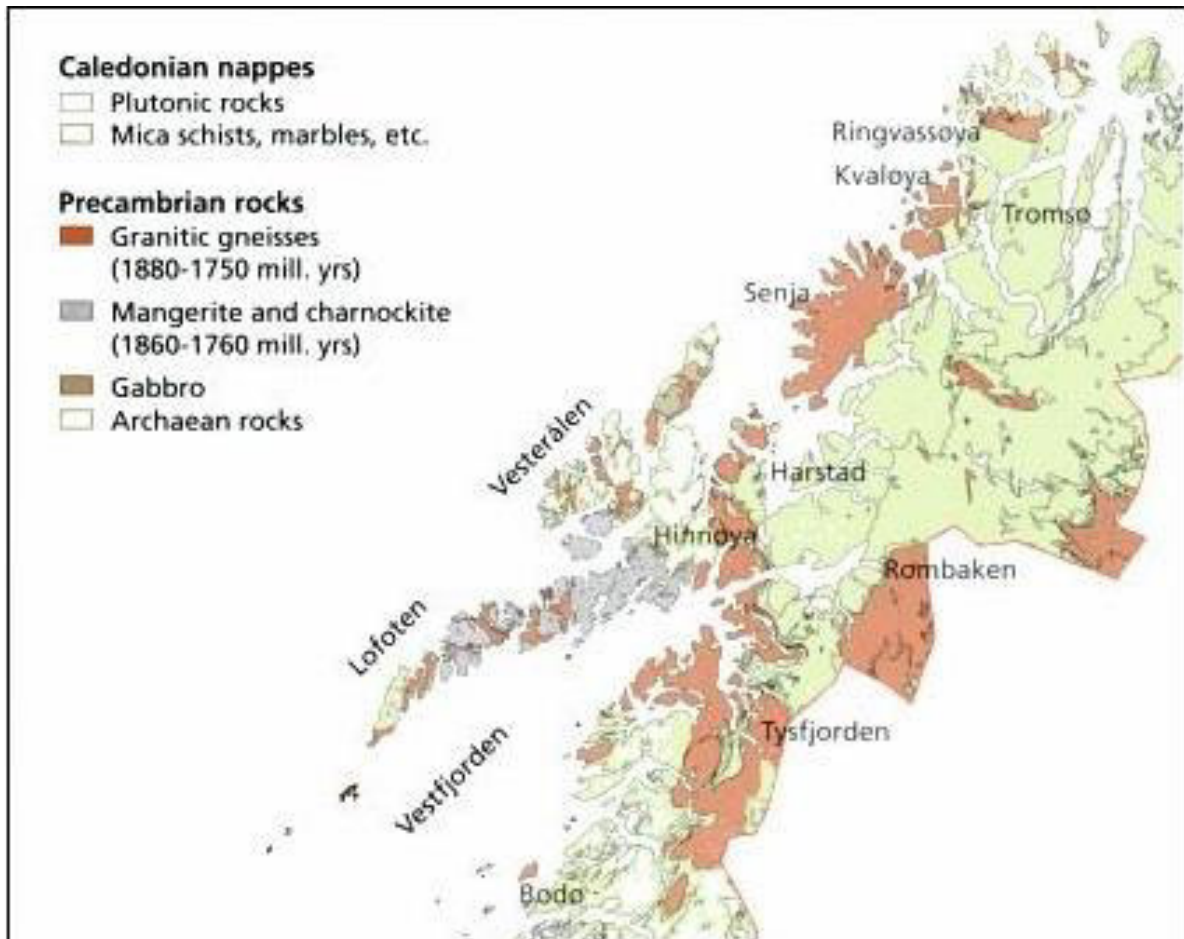 Caledonian nappes
Plutonic rocks
Mica schists, marbles, etc.
Precambrian rocks
Granitic gneisses
(1880-1750 mill. yrs)
Mangerite and charnockite
(1860-1760 mill. yrs)
Gabbro
Archaean rocks
Ringvassøya
Kvaløya
Tromsø
Senja
Vesterålen
Harstad
Hinnøya
Rombaken
Lofoten
Tysfjorden
Vestfjorden
Bodø